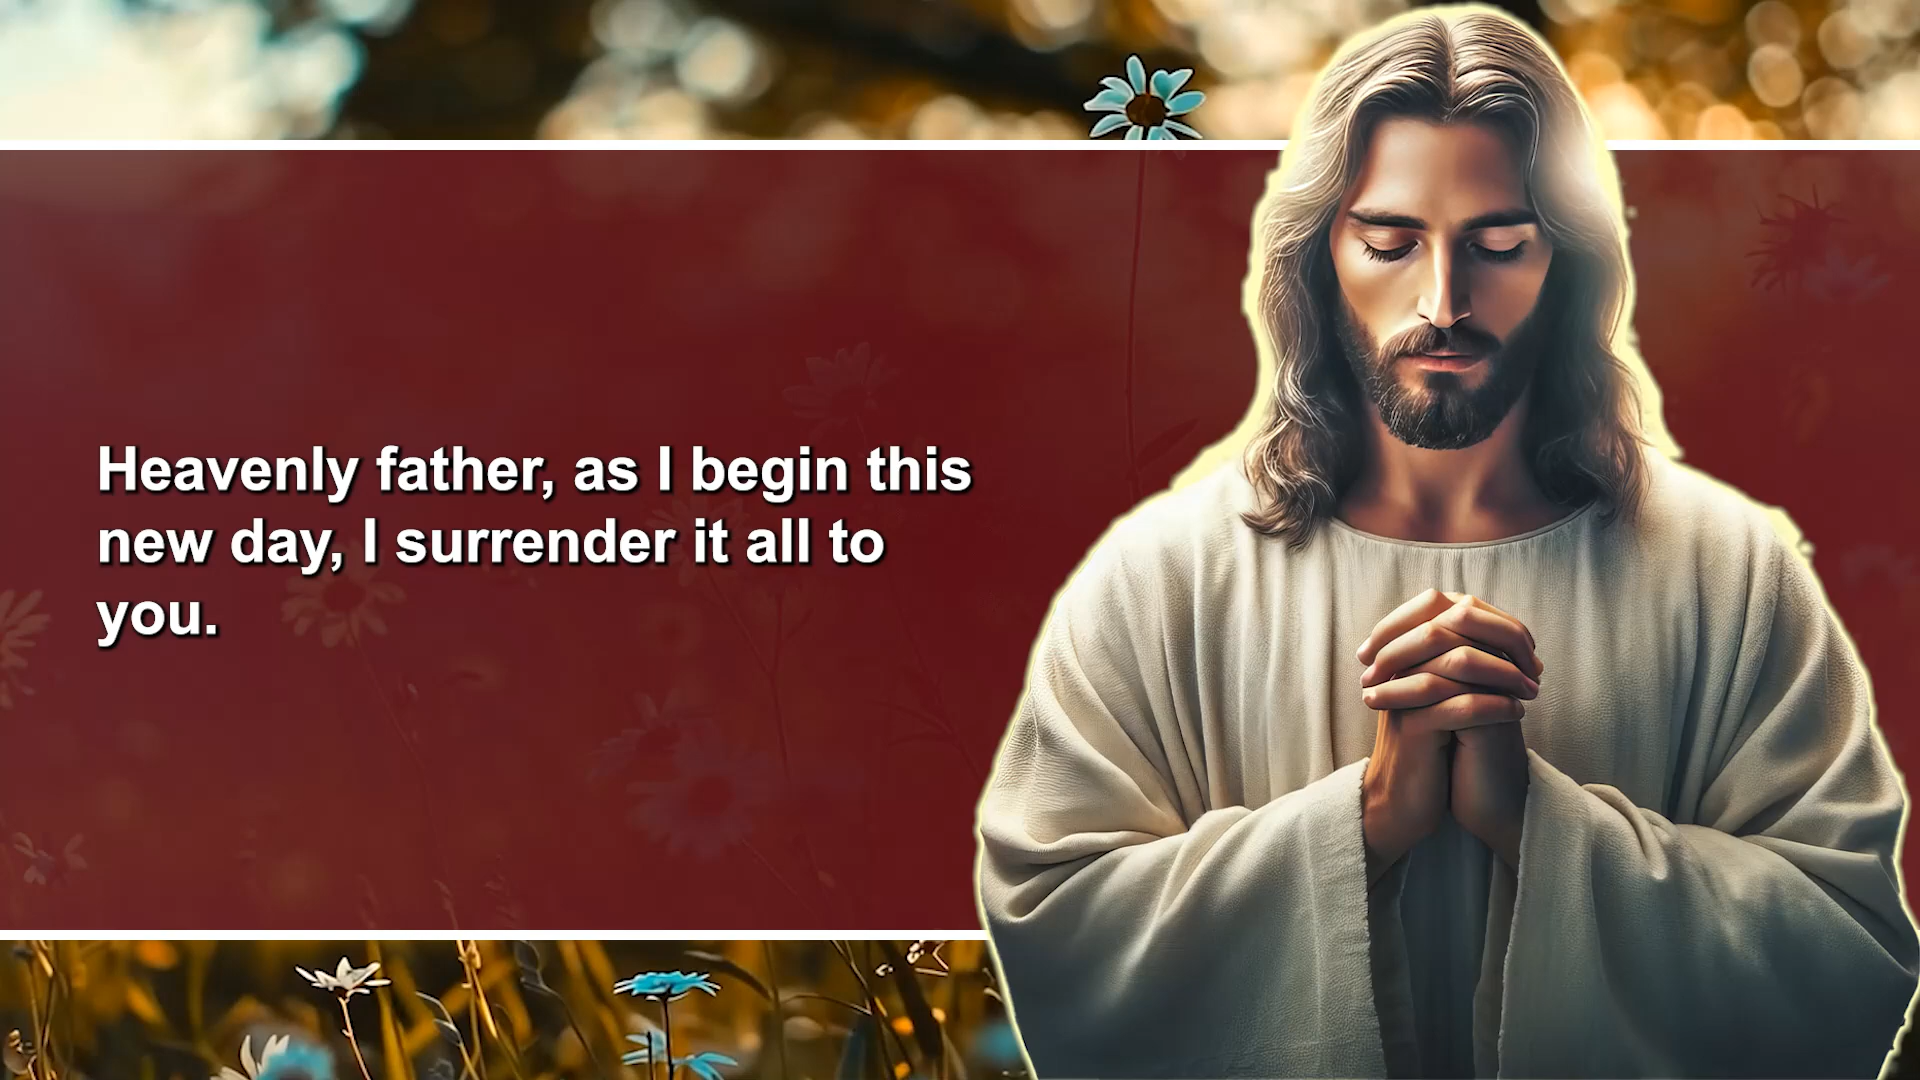 Heavenly father, as I begin this
new day, I surrender it all to
you.